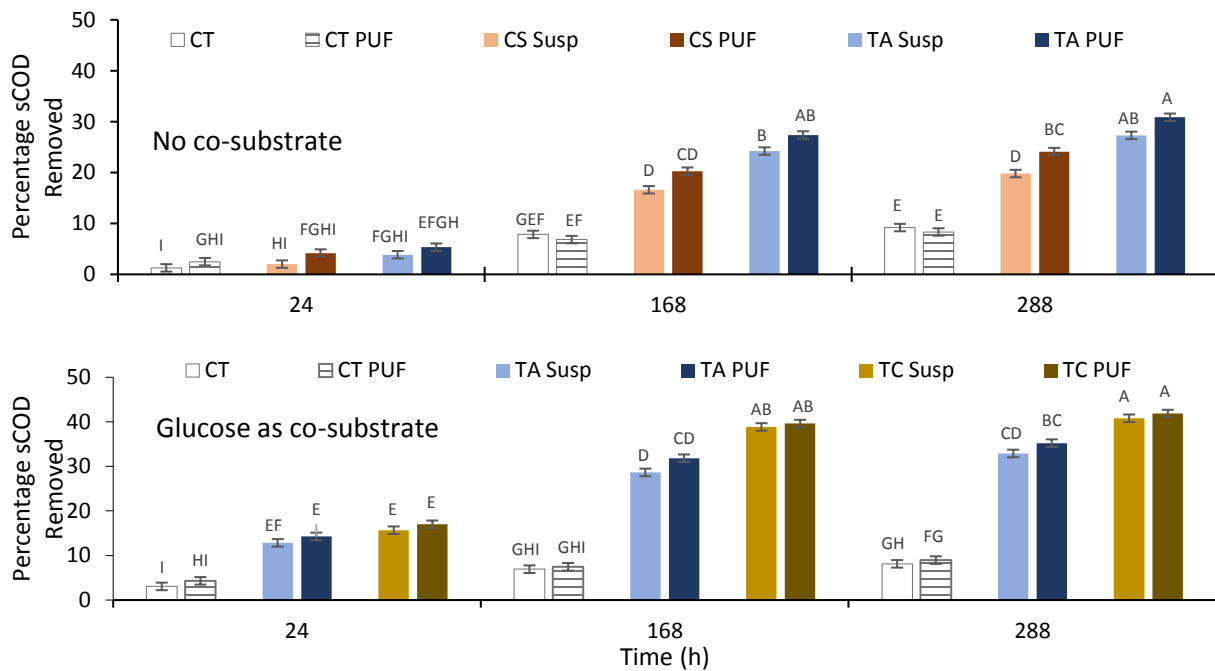 50
CT CT PUF CS Susp CS PUF TA Susp TA PUF
40
30
20
10
0
Percentage sCOD
Removed
No co-substrate
I GHI HI FGHI FGHI EFGH
GEF EF D CD B AB
E E D BC AB A
24 168 288
50
CT CT PUF TA Susp TA PUF TC Susp TC PUF
40
30
20
10
0
Percentage sCOD
Removed
Glucose as co-substrate
I HI EF E E E
GHI GHI D CD AB AB
GH FG CD BC A A
24 168 288
Time (h)